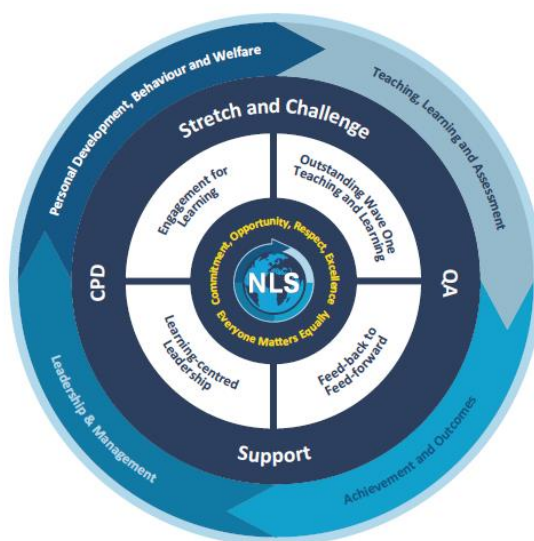 Personal Development, Behaviour and Welfare
Teaching, Learning and Assessment
Achievement and Outcomes
Leadership & Management
Stretch and Challenge
QA
Support
CPD
Engagement for
Learning
Outstanding Wave One
Teaching and Learning
Feed-back to
Feed-forward
Learning-centred
Leadership
Commitment, Opportunity, Respect, Excellence
Everyone Matters Equally
NLS